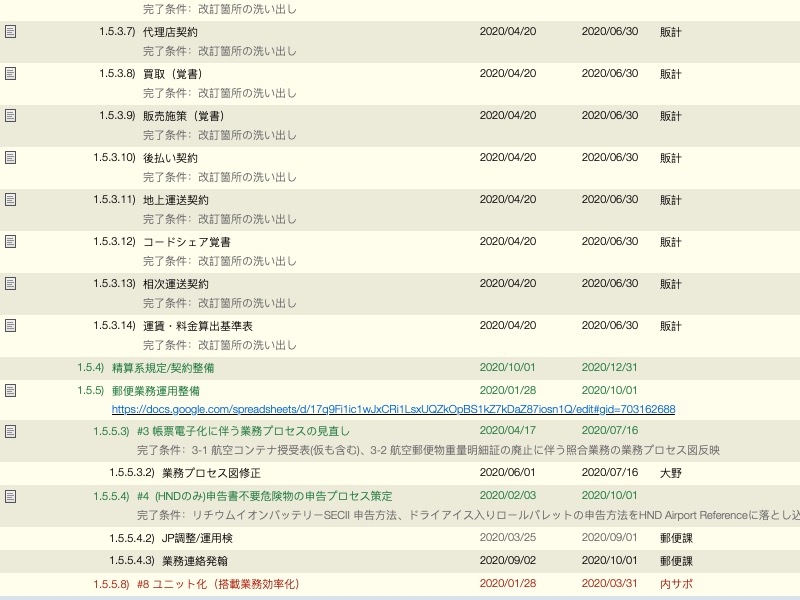 完了条件：改訂箇所の洗い出し
1.5.3.7) 代理店契約 2020/04/20 2020/06/30 販計
完了条件：改訂箇所の洗い出し
1.5.3.8) 買取（覚書） 2020/04/20 2020/06/30 販計
完了条件：改訂箇所の洗い出し
1.5.3.9) 販売施策（覚書） 2020/04/20 2020/06/30 販計
完了条件：改訂箇所の洗い出し
1.5.3.10) 後払い契約 2020/04/20 2020/06/30 販計
完了条件：改訂箇所の洗い出し
1.5.3.11) 地上運送契約 2020/04/20 2020/06/30 販計
完了条件：改訂箇所の洗い出し
1.5.3.12) コードシェア覚書 2020/04/20 2020/06/30 販計
完了条件：改訂箇所の洗い出し
1.5.3.13) 相次運送契約 2020/04/20 2020/06/30 販計
完了条件：改訂箇所の洗い出し
1.5.3.14) 運賃・料金算出基準表 2020/04/20 2020/06/30 販計
完了条件：改訂箇所の洗い出し
1.5.4) 精算系規定/契約整備 2020/10/01 2020/12/31
1.5.5) 郵便業務運用整備 2020/01/28 2020/10/01
https://docs.google.com/spreadsheets/d/17q9Fi1ic1wJxCRi1LsxUQZkOpBS1kZ7kDaZ87iosn1Q/edit#gid=703162688
1.5.5.3) #3 帳票電子化に伴う業務プロセスの見直し 2020/04/17 2020/07/16
完了条件：3-1 航空コンテナ授受表(仮も含む)、3-2 航空郵便物重量明細証の廃止に伴う照合業務の業務プロセス図反映
1.5.5.3.2) 業務プロセス図修正 2020/06/01 2020/07/16 大野
1.5.5.4) #4 (HNDのみ)申告書不要危険物の申告プロセス策定 2020/02/03 2020/10/01
完了条件：リチウムイオンバッテリーSECII 申告方法、ドライアイス入りロールパレットの申告方法をHND Airport Referenceに落とし込
1.5.5.4.2) JP調整/運用検 2020/03/25 2020/09/01 郵便課
1.5.5.4.3) 業務連絡発翰 2020/09/02 2020/10/01 郵便課
1.5.5.8) #8 ユニット化（搭載業務効率化） 2020/01/28 2020/03/31 内サポ